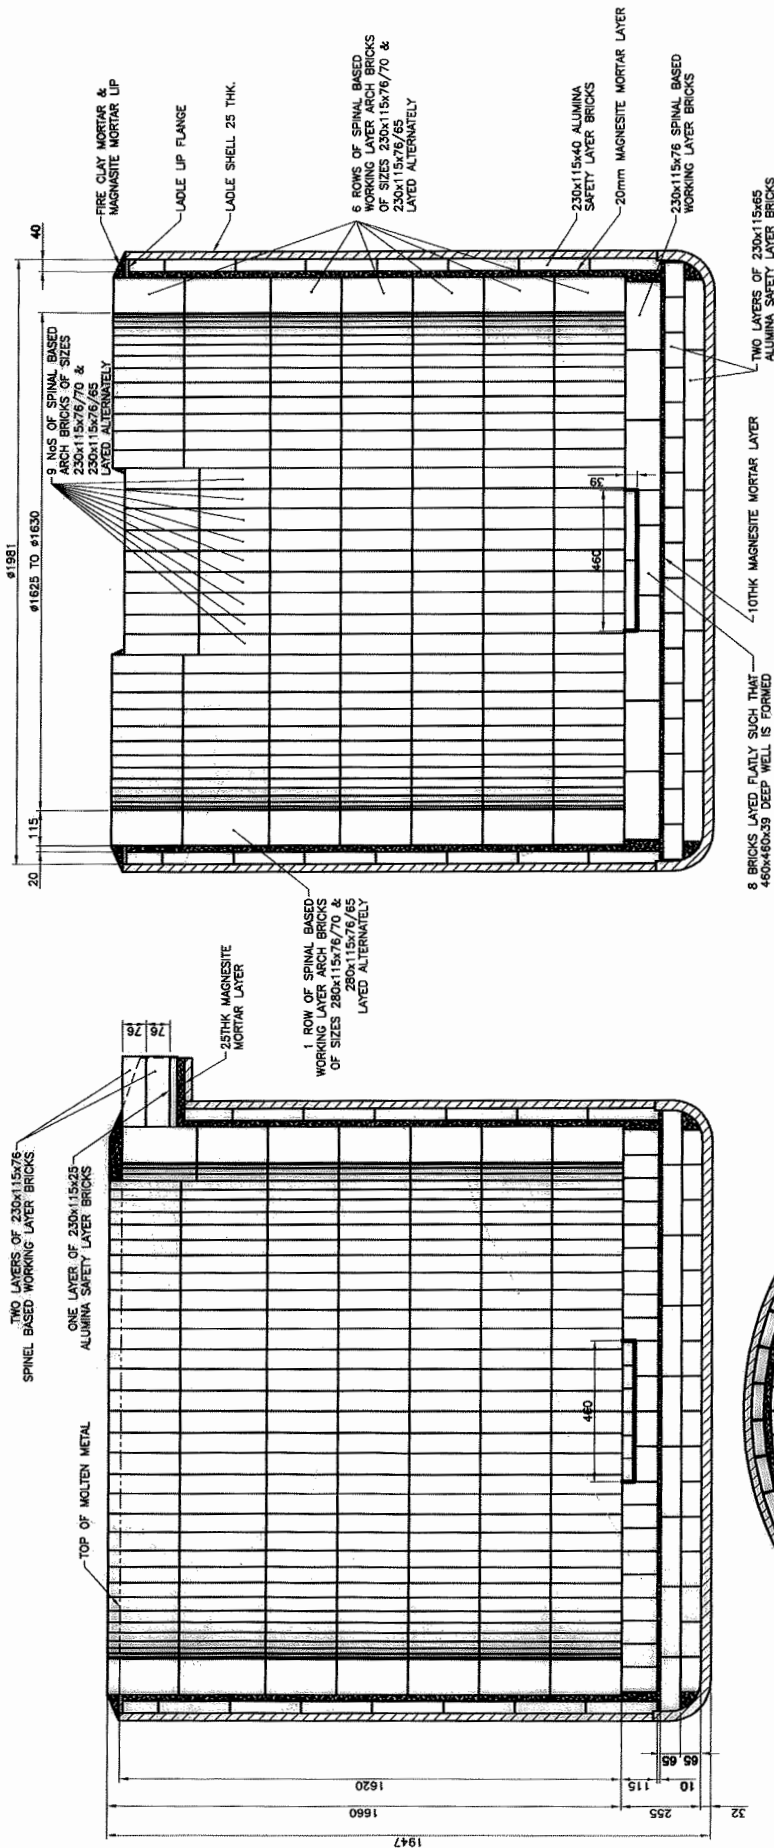 TWO LAYERS OF 230x115x76
SPINEL BASED WORKING LAYER BRICKS
ONE LAYER OF 230x115x25
ALUMINA SAFETY LAYER BRICKS
TOP OF MOLTEN METAL
76
76
25THK MAGNESITE
MORTAR LAYER
460
1620
1660
1947
115
10
255
65
65
32
ø1981
ø1625 TO ø1630
20
115
40
9 NoS OF SPINAL BASED
ARCH BRICKS OF SIZES
230x115x76/70 &
230x115x76/65
LAYED ALTERNATELY
FIRE CLAY MORTAR &
MAGNASITE MORTAR LIP
LADLE LIP FLANGE
LADLE SHELL 25 THK.
6 ROWS OF SPINAL BASED
WORKING LAYER ARCH BRICKS
OF SIZES 230x115x76/70 &
230x115x76/65
LAYED ALTERNATELY
230x115x40 ALUMINA
SAFETY LAYER BRICKS
20mm MAGNESITE MORTAR LAYER
230x115x76 SPINAL BASED
WORKING LAYER BRICKS
TWO LAYERS OF 230x115x65
ALUMINA SAFETY LAYER BRICKS
10THK MAGNESITE MORTAR LAYER
8 BRICKS LAYED FLATLY SUCH THAT
460x460x39 DEEP WELL IS FORMED
460
39
1 ROW OF SPINAL BASED
WORKING LAYER ARCH BRICKS
OF SIZES 280x115x76/70 &
280x115x76/65
LAYED ALTERNATELY